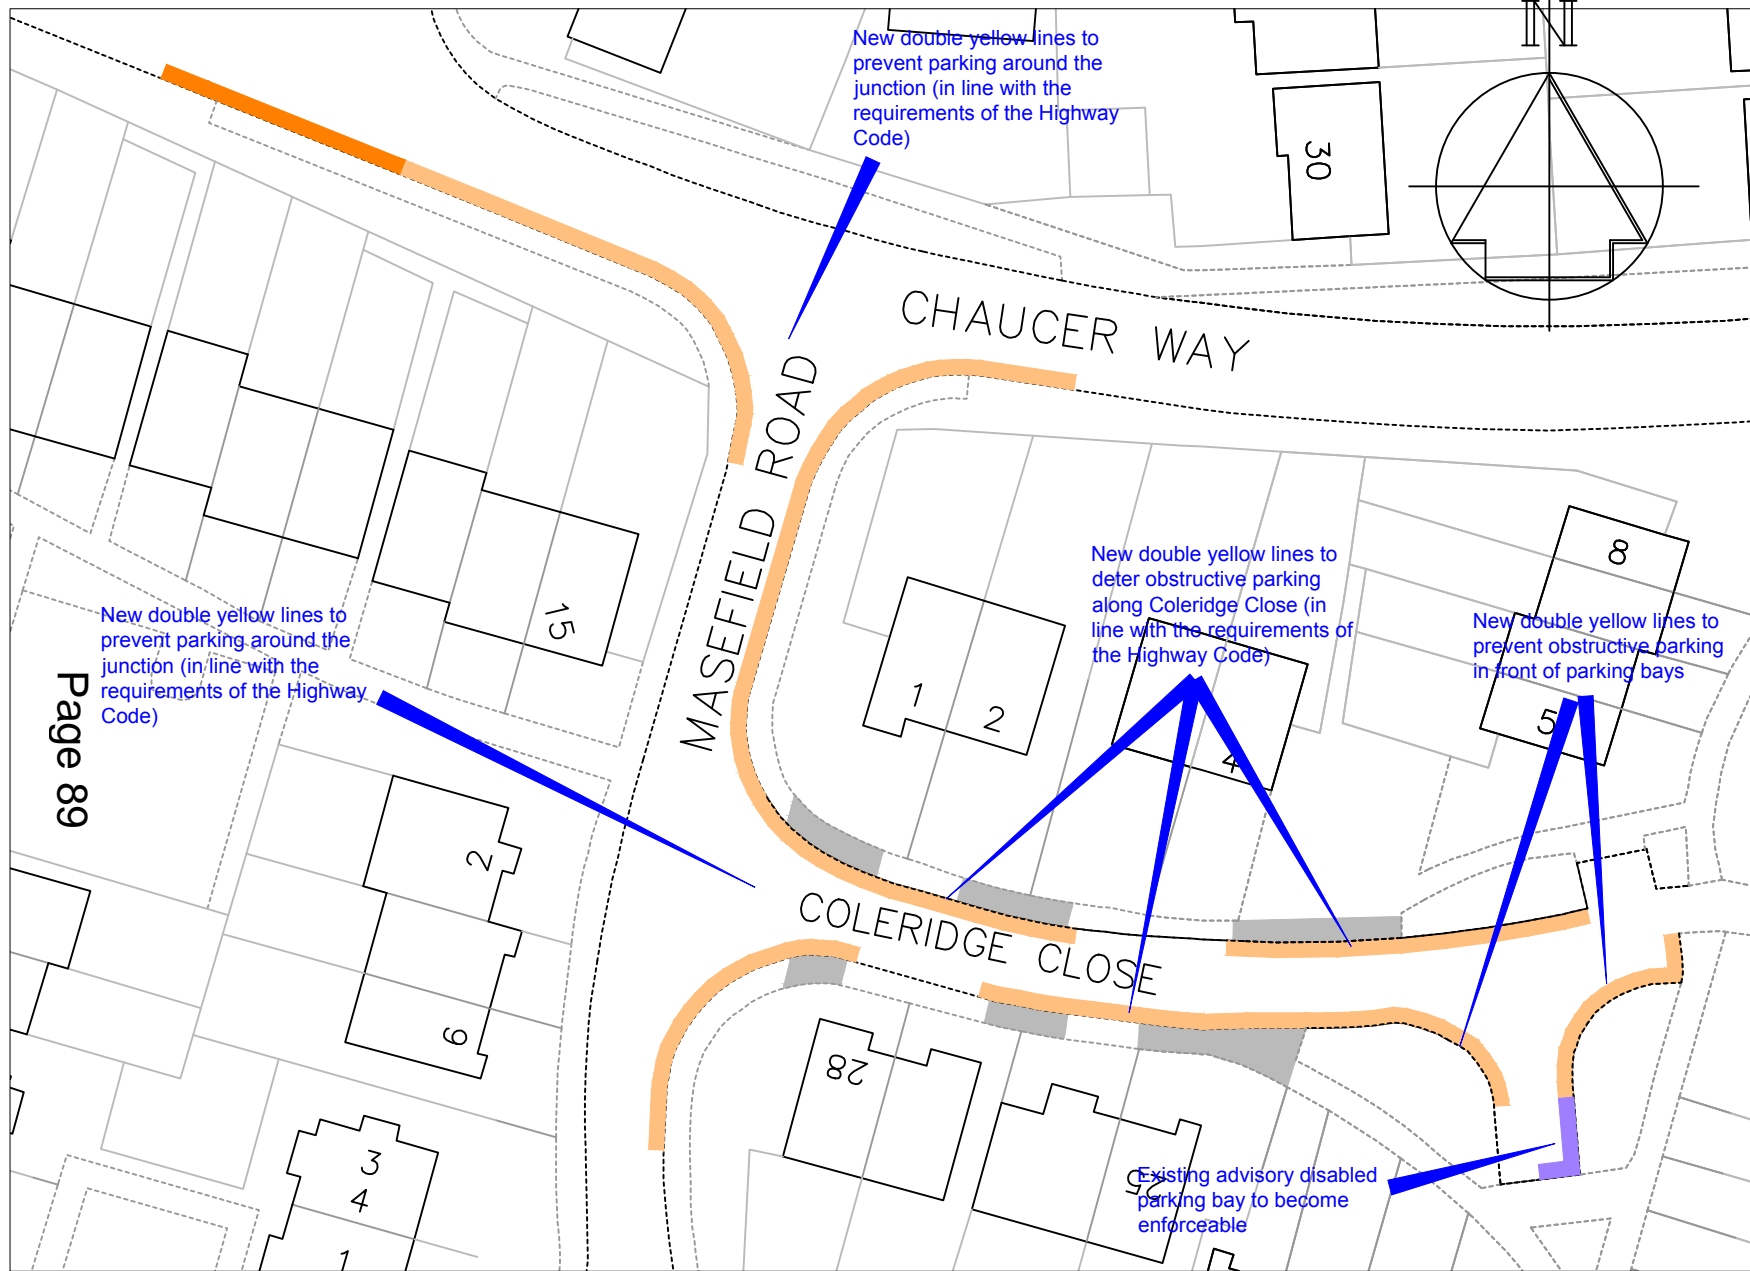 N
New double yellow lines to
prevent parking around the
junction (in line with the
requirements of the Highway
Code)
30
CHAUCER WAY
MASEFIELD ROAD
New double yellow lines to
deter obstructive parking
along Coleridge Close (in
line with the requirements of
the Highway Code)
8
New double yellow lines to
prevent obstructive parking
in front of parking bays
5
15
New double yellow lines to
prevent parking around the
junction (in line with the
requirements of the Highway
Code)
Page 89
1
2
4
2
6
COLERIDGE CLOSE
28
25
3
4
1
Existing advisory disabled
parking bay to become
enforceable